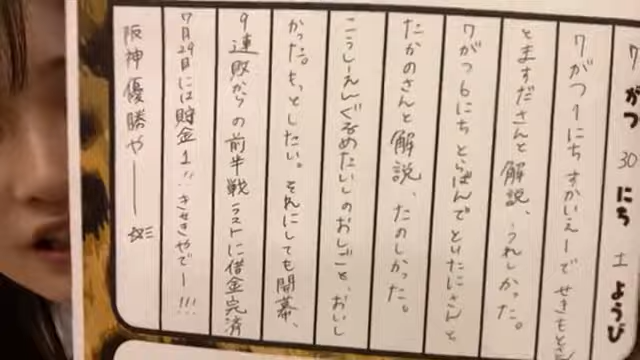 7 がつ 30 にち 土 ようび
7がつ1にち すかいえーで せきもとさん
とますださんと解説、うれしかった。
7がつ6にち とらばんで といたにさんと
たかのさんと解説、たのしかった。
こうしえんぐるめたいしのおしごと、おいし
かった。もっとしたい。それにしても開幕、
9連敗からの前半戦ラストに借金完済
7月29日には貯金1!! きせきやでー!!!
阪神優勝やーー